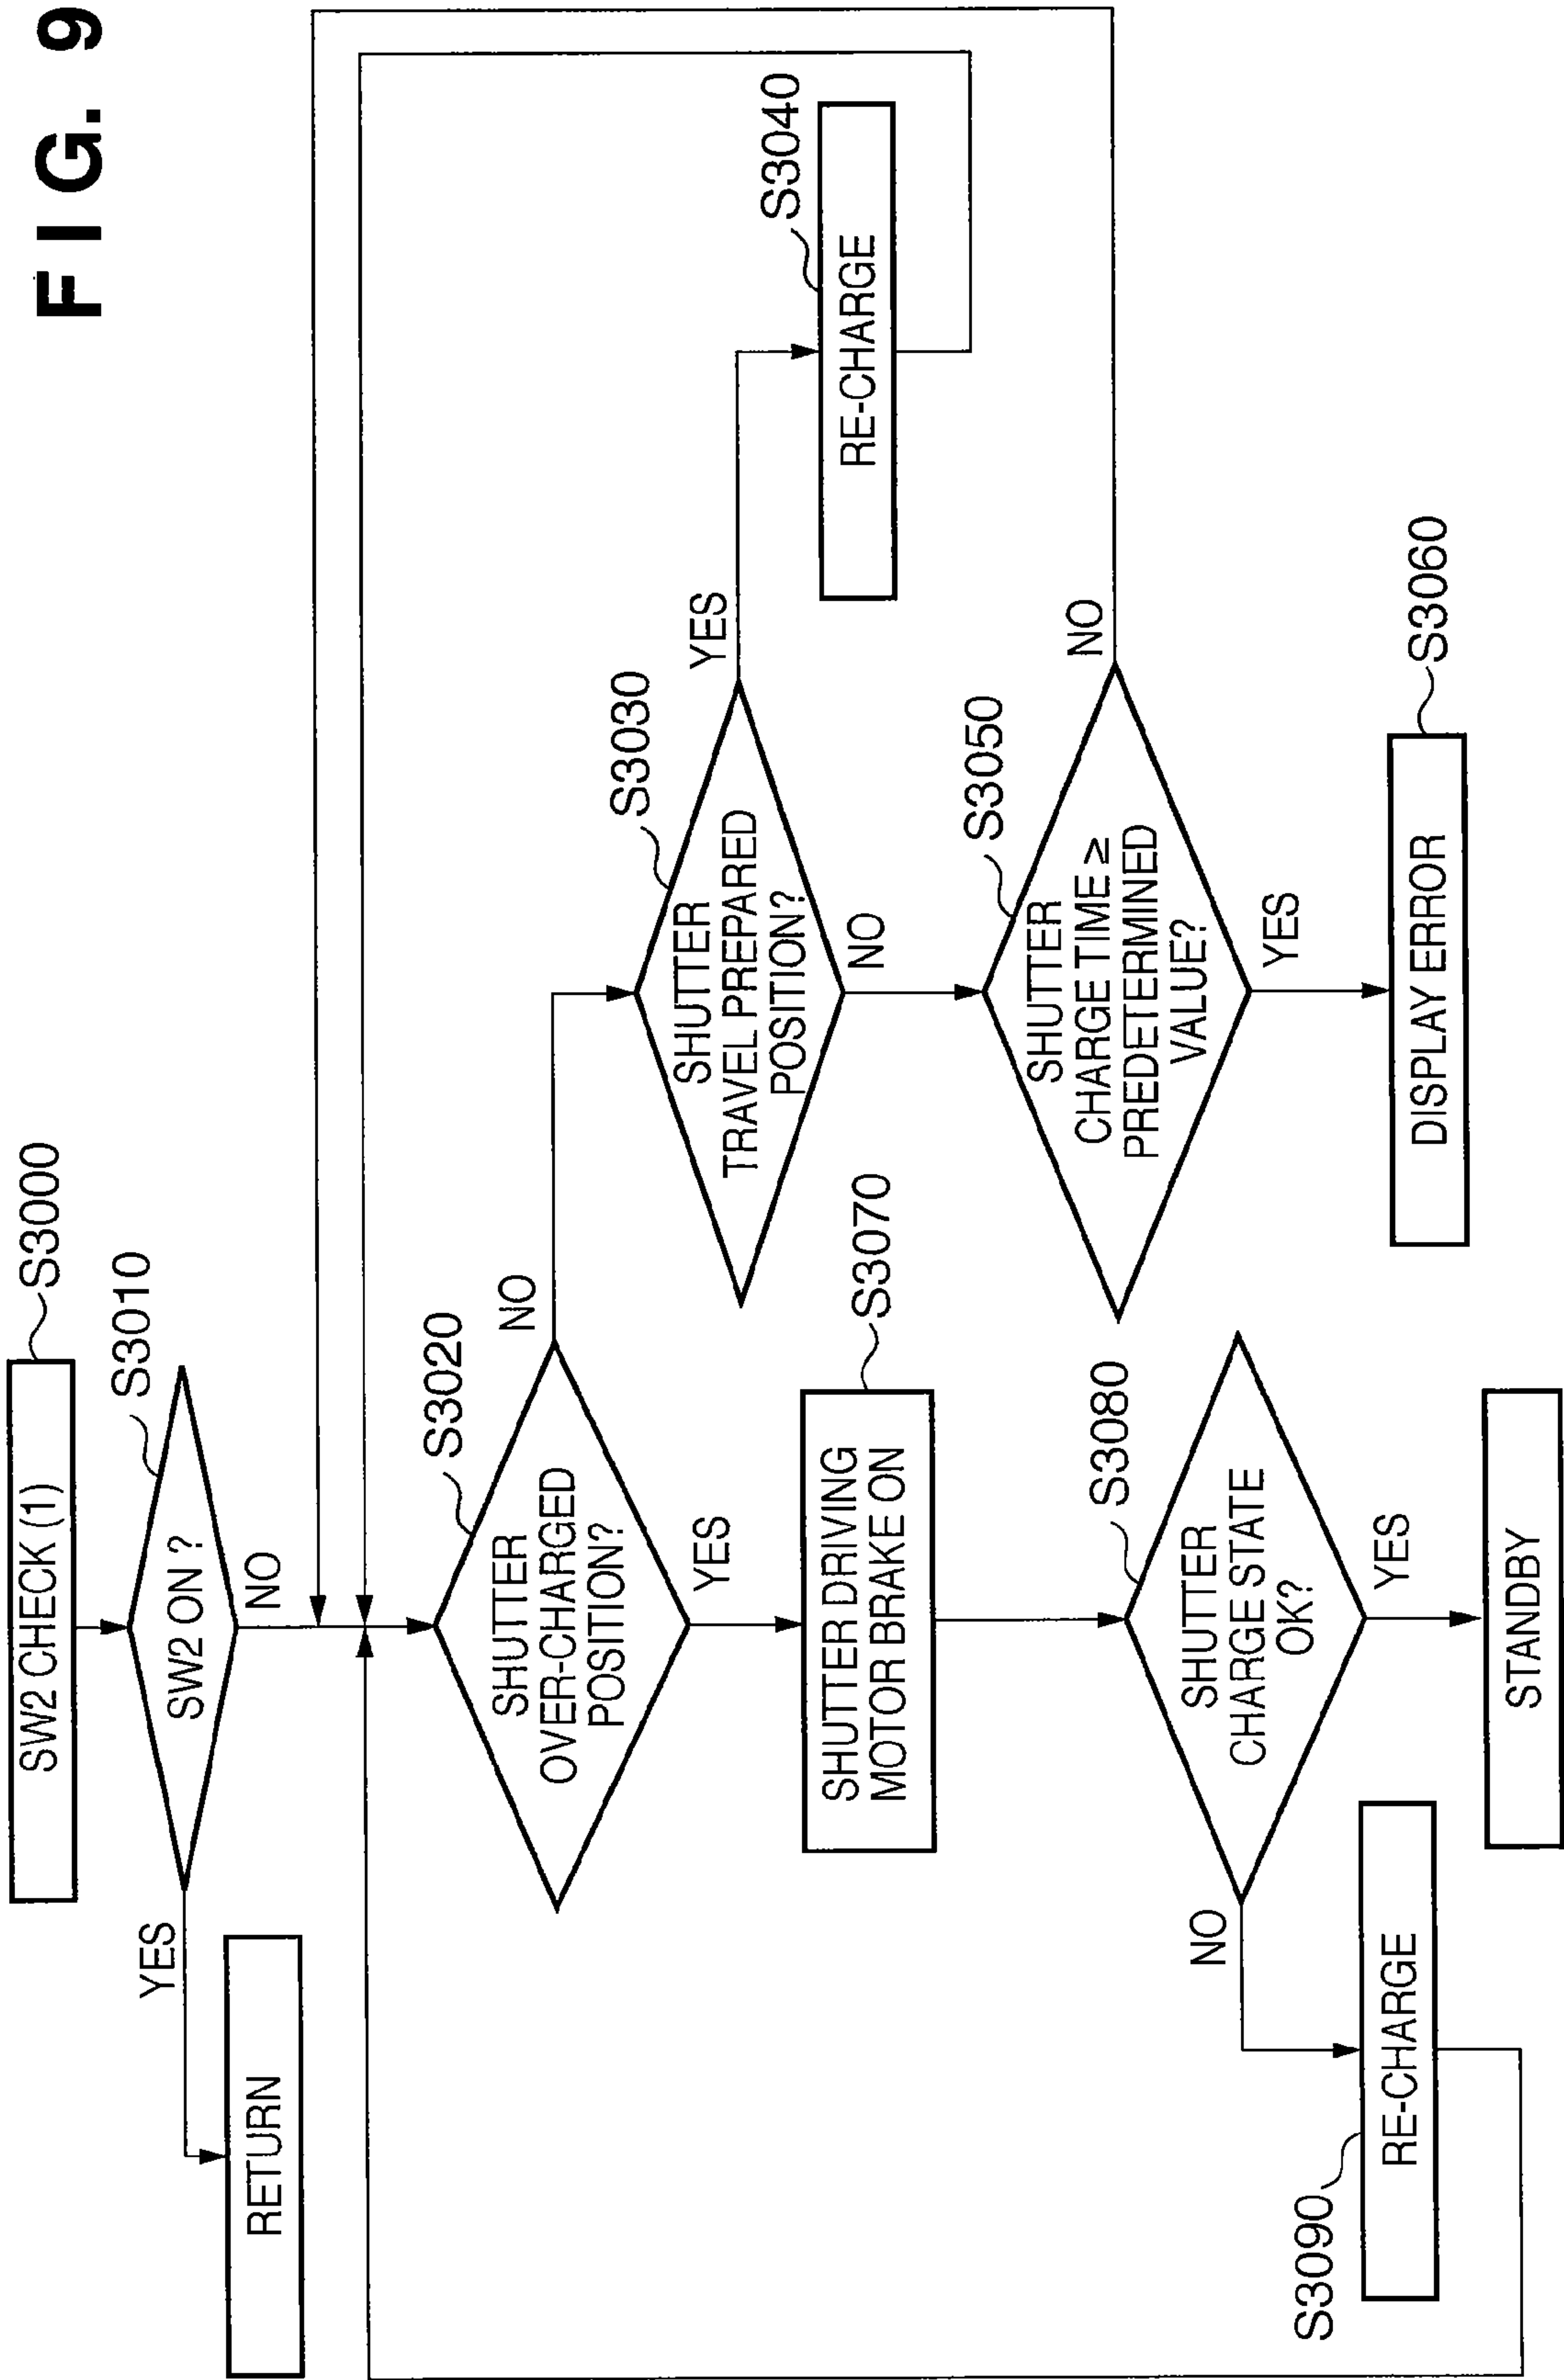 FIG. 9
SW2 CHECK (1)
S3000
SW2 ON ?
S3010
YES
RETURN
NO
SHUTTER
OVER-CHARGED
POSITION?
S3020
NO
SHUTTER
TRAVEL PREPARED
POSITION?
S3030
YES
RE-CHARGE
S3040
NO
SHUTTER
CHARGE TIME ≥
PREDETERMINED
VALUE?
S3050
NO
YES
DISPLAY ERROR
S3060
YES
SHUTTER DRIVING
MOTOR BRAKE ON
S3070
SHUTTER
CHARGE STATE
OK?
S3080
NO
RE-CHARGE
S3090
YES
STANDBY